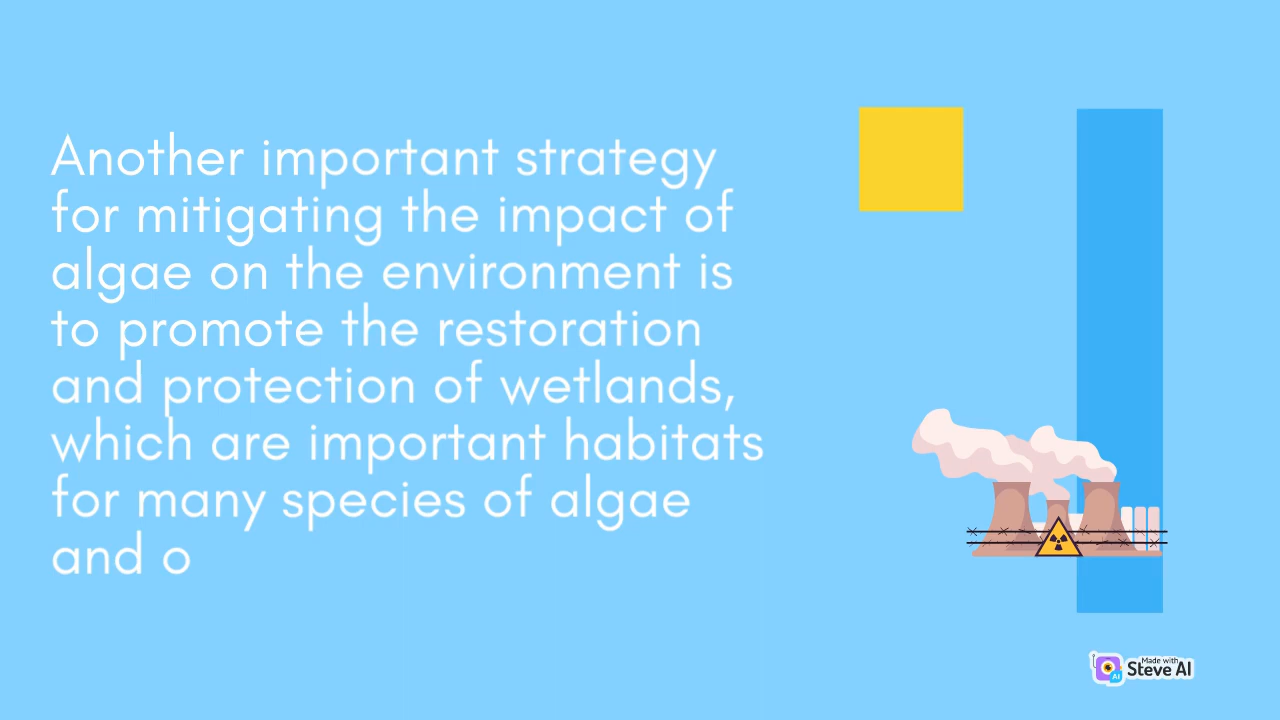 Another important strategy
for mitigating the impact of
algae on the environment is
to promote the restoration
and protection of wetlands,
which are important habitats
for many species of algae
and o
Made with
Steve AI
AI